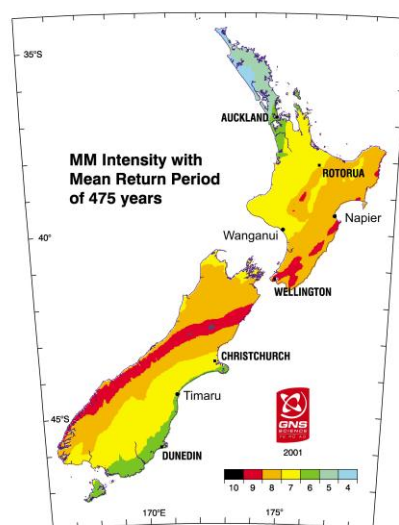 35°S
AUCKLAND
MM Intensity with
Mean Return Period
of 475 years
ROTORUA
Napier
Wanganui
40°
WELLINGTON
CHRISTCHURCH
Timaru
GNS
SCIENCE
45°S
2001
DUNEDIN
10 9 8 7 6 5 4
170°E
175°